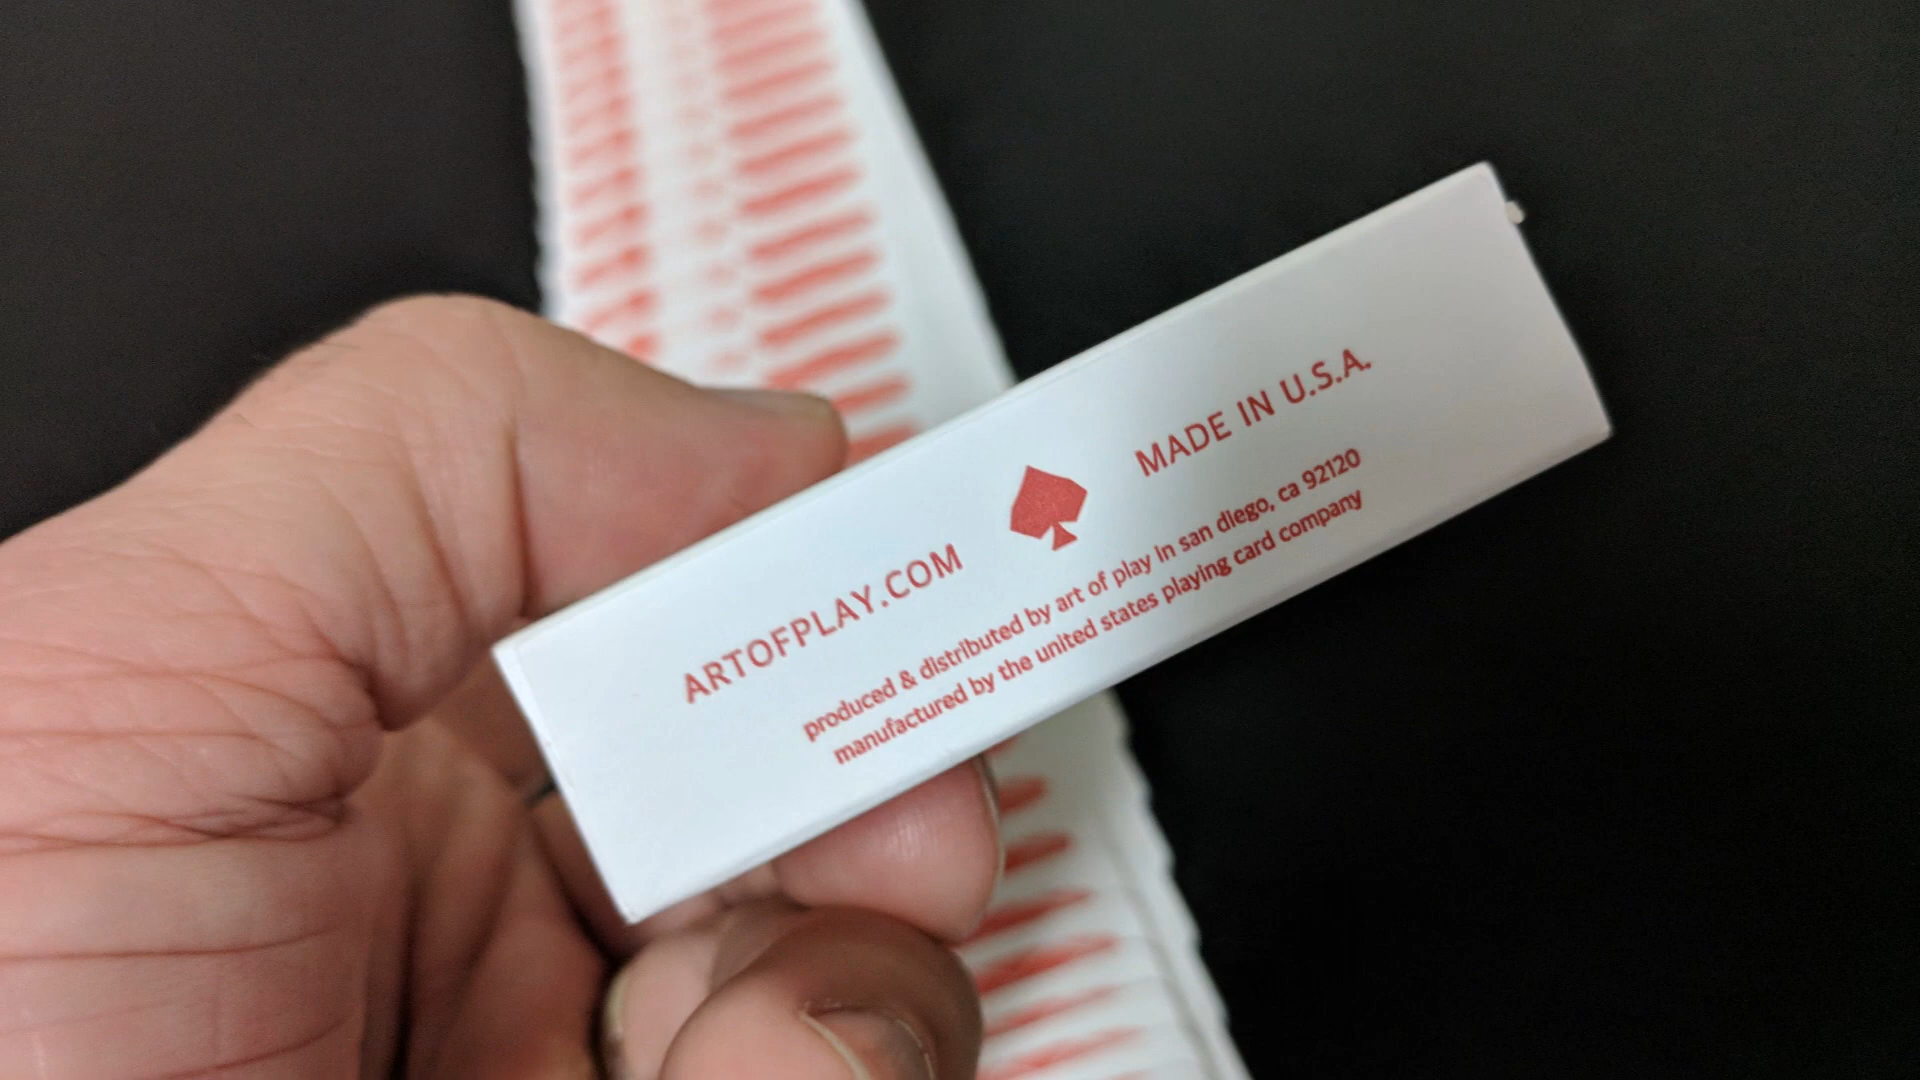 ARTOFPLAY.COM MADE IN U.S.A.
produced & distributed by art of play in san diego, ca 92120
manufactured by the united states playing card company